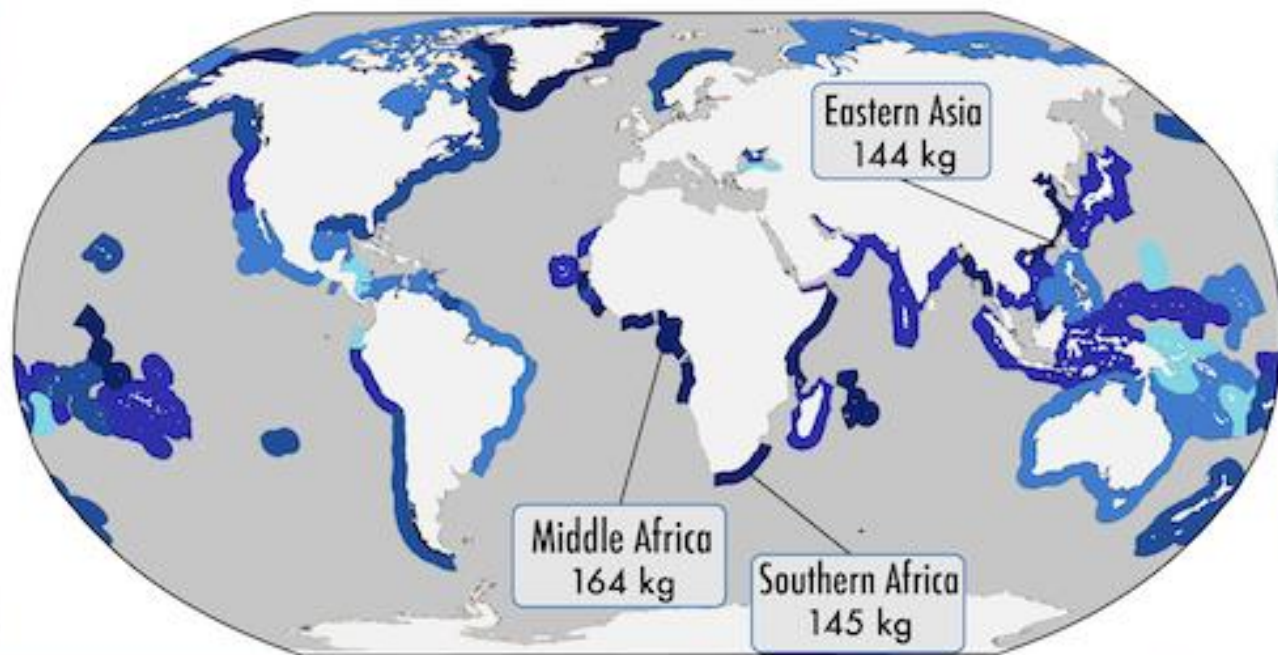 Eastern Asia
144 kg
Middle Africa
164 kg
Southern Africa
145 kg